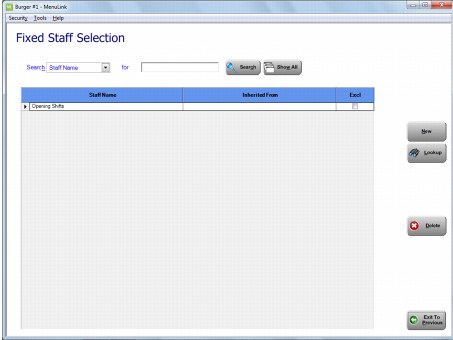 Burger #1 - MenuLink
Security Tools Help
Fixed Staff Selection
Search Staff Name for Search Show All
Staff Name Inherited From Excl
Opening Shifts
New
Lookup
Delete
Exit To
Previous